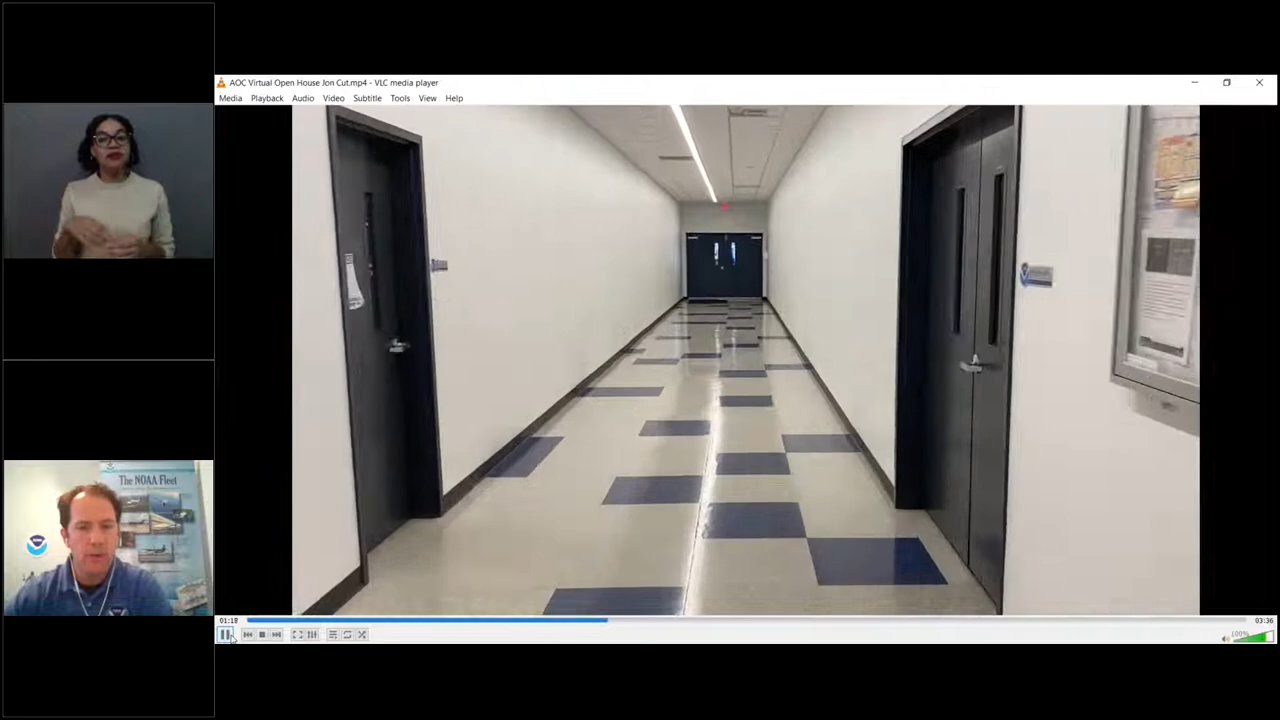 AOC Virtual Open House Jon Cut.mp4 - VLC media player
Media Playback Audio Video Subtitle Tools View Help
The NOAA Fleet
01:18
03:36
100%